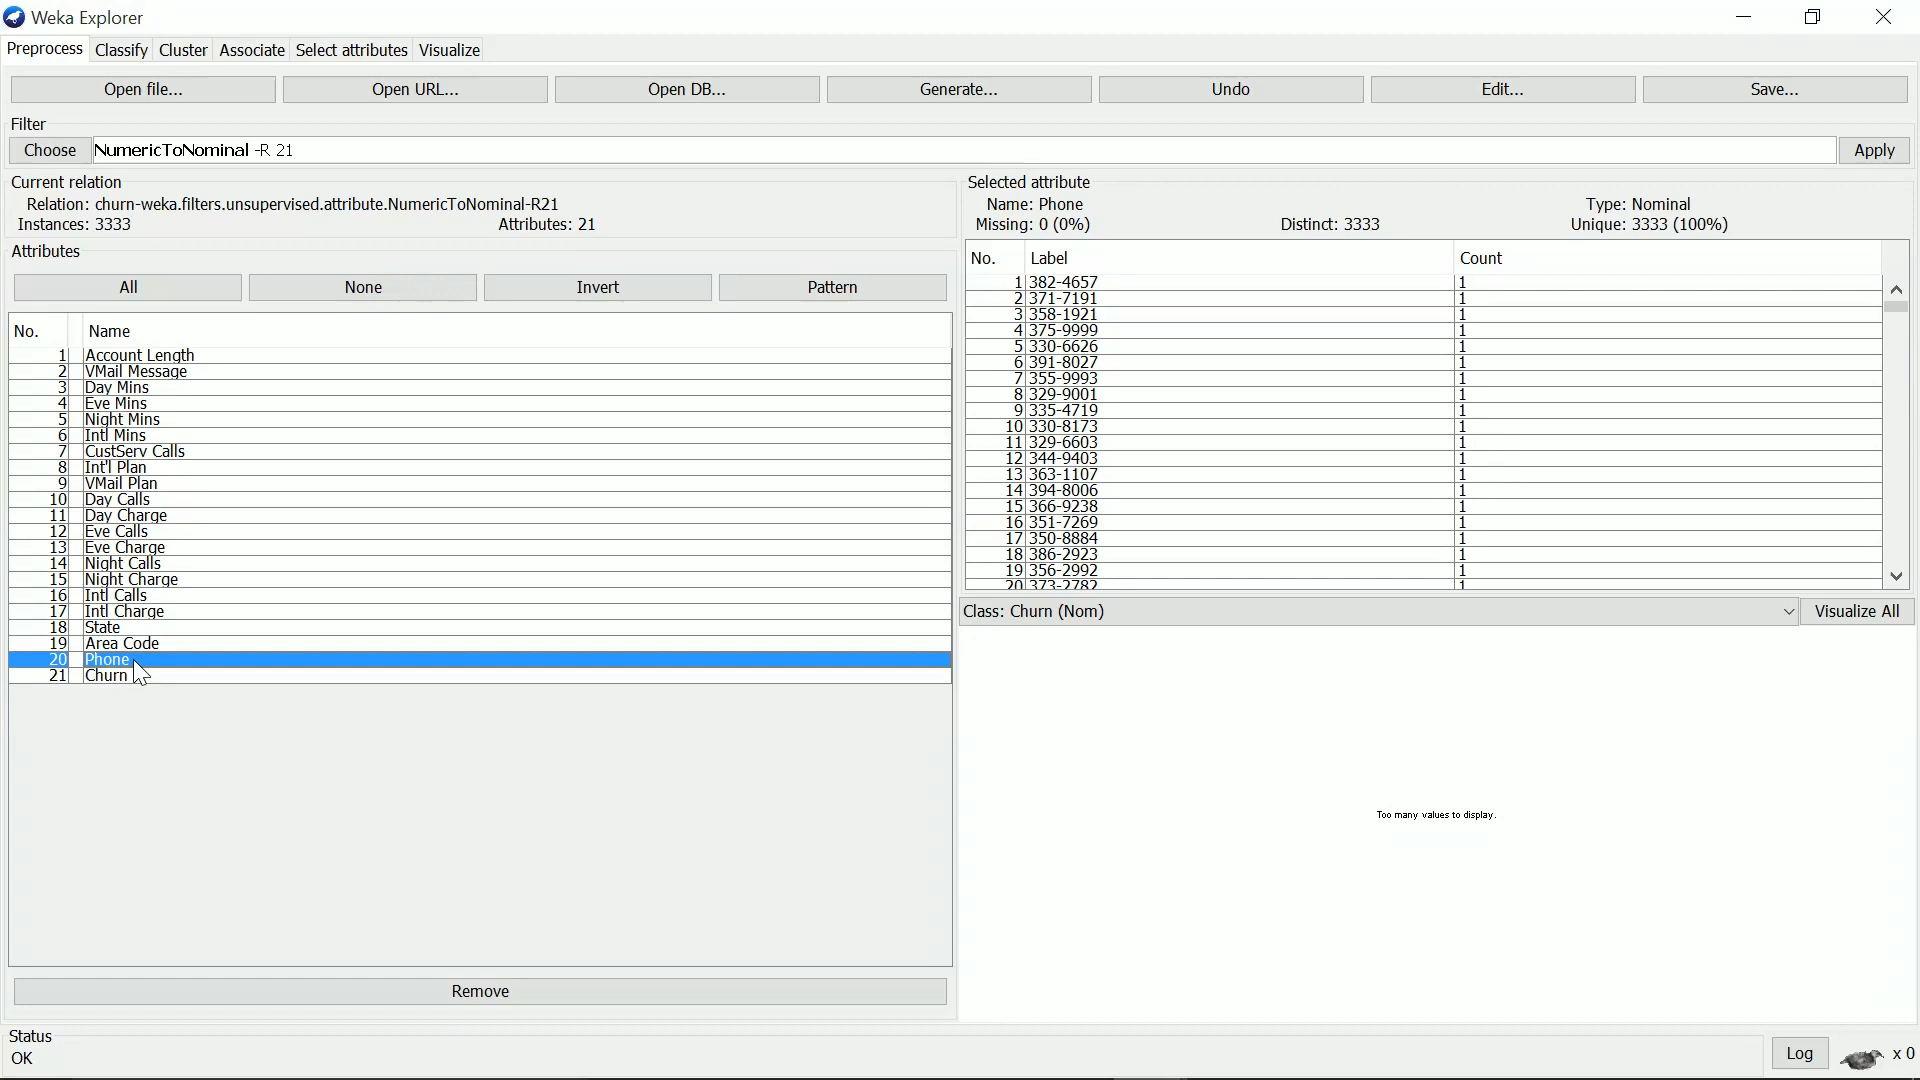 Weka Explorer
Preprocess Classify Cluster Associate Select attributes Visualize
Open file... Open URL... Open DB... Generate... Undo Edit... Save...
Filter
Choose NumericToNominal -R 21 Apply
Current relation
Relation: churn-weka.filters.unsupervised.attribute.NumericToNominal-R21
Instances: 3333 Attributes: 21
Attributes
All None Invert Pattern
No. Name
1 Account Length
2 VMail Message
3 Day Mins
4 Eve Mins
5 Night Mins
6 Intl Mins
7 CustServ Calls
8 Int'l Plan
9 VMail Plan
10 Day Calls
11 Day Charge
12 Eve Calls
13 Eve Charge
14 Night Calls
15 Night Charge
16 Intl Calls
17 Intl Charge
18 State
19 Area Code
20 Phone
21 Churn
Remove
Selected attribute
Name: Phone Type: Nominal
Missing: 0 (0%) Distinct: 3333 Unique: 3333 (100%)
No. Label Count
1 382-4657 1
2 371-7191 1
3 358-1921 1
4 375-9999 1
5 330-6626 1
6 391-8027 1
7 355-9993 1
8 329-9001 1
9 335-4719 1
10 330-8173 1
11 329-6603 1
12 344-9403 1
13 363-1107 1
14 394-8006 1
15 366-9238 1
16 351-7269 1
17 350-8884 1
18 386-2923 1
19 356-2992 1
20 373-2782 1
Class: Churn (Nom) Visualize All
Too many values to display.
Status
OK
Log x 0